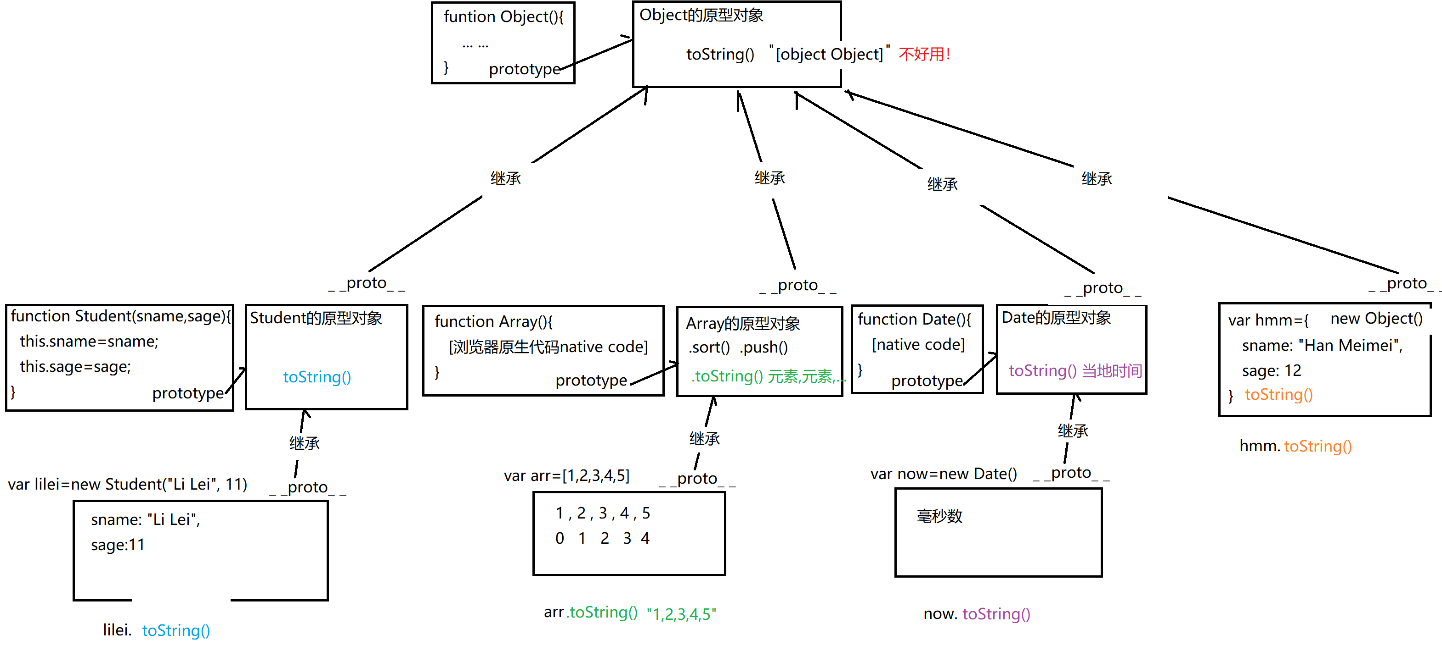 funtion Object(){
... ...
}
prototype
Object的原型对象
toString() "[object Object]" 不好用!
继承
继承
继承
继承
_ _proto_ _
_ _proto_ _
_ _proto_ _
_ _proto_ _
function Student(sname,sage){
this.sname=sname;
this.sage=sage;
}
prototype
Student的原型对象
toString()
function Array(){
[浏览器原生代码native code]
}
prototype
Array的原型对象
.sort() .push()
.toString() 元素,元素,...
function Date(){
[native code]
}
prototype
Date的原型对象
toString() 当地时间
var hmm={ new Object()
sname: "Han Meimei",
sage: 12
} toString()
hmm. toString()
继承
继承
继承
var lilei=new Student("Li Lei", 11)
_ _proto_ _
sname: "Li Lei",
sage:11
lilei. toString()
var arr=[1,2,3,4,5]
_ _proto_ _
1 , 2 , 3 , 4 , 5
0 1 2 3 4
arr.toString() "1,2,3,4,5"
var now=new Date()
_ _proto_ _
毫秒数
now. toString()